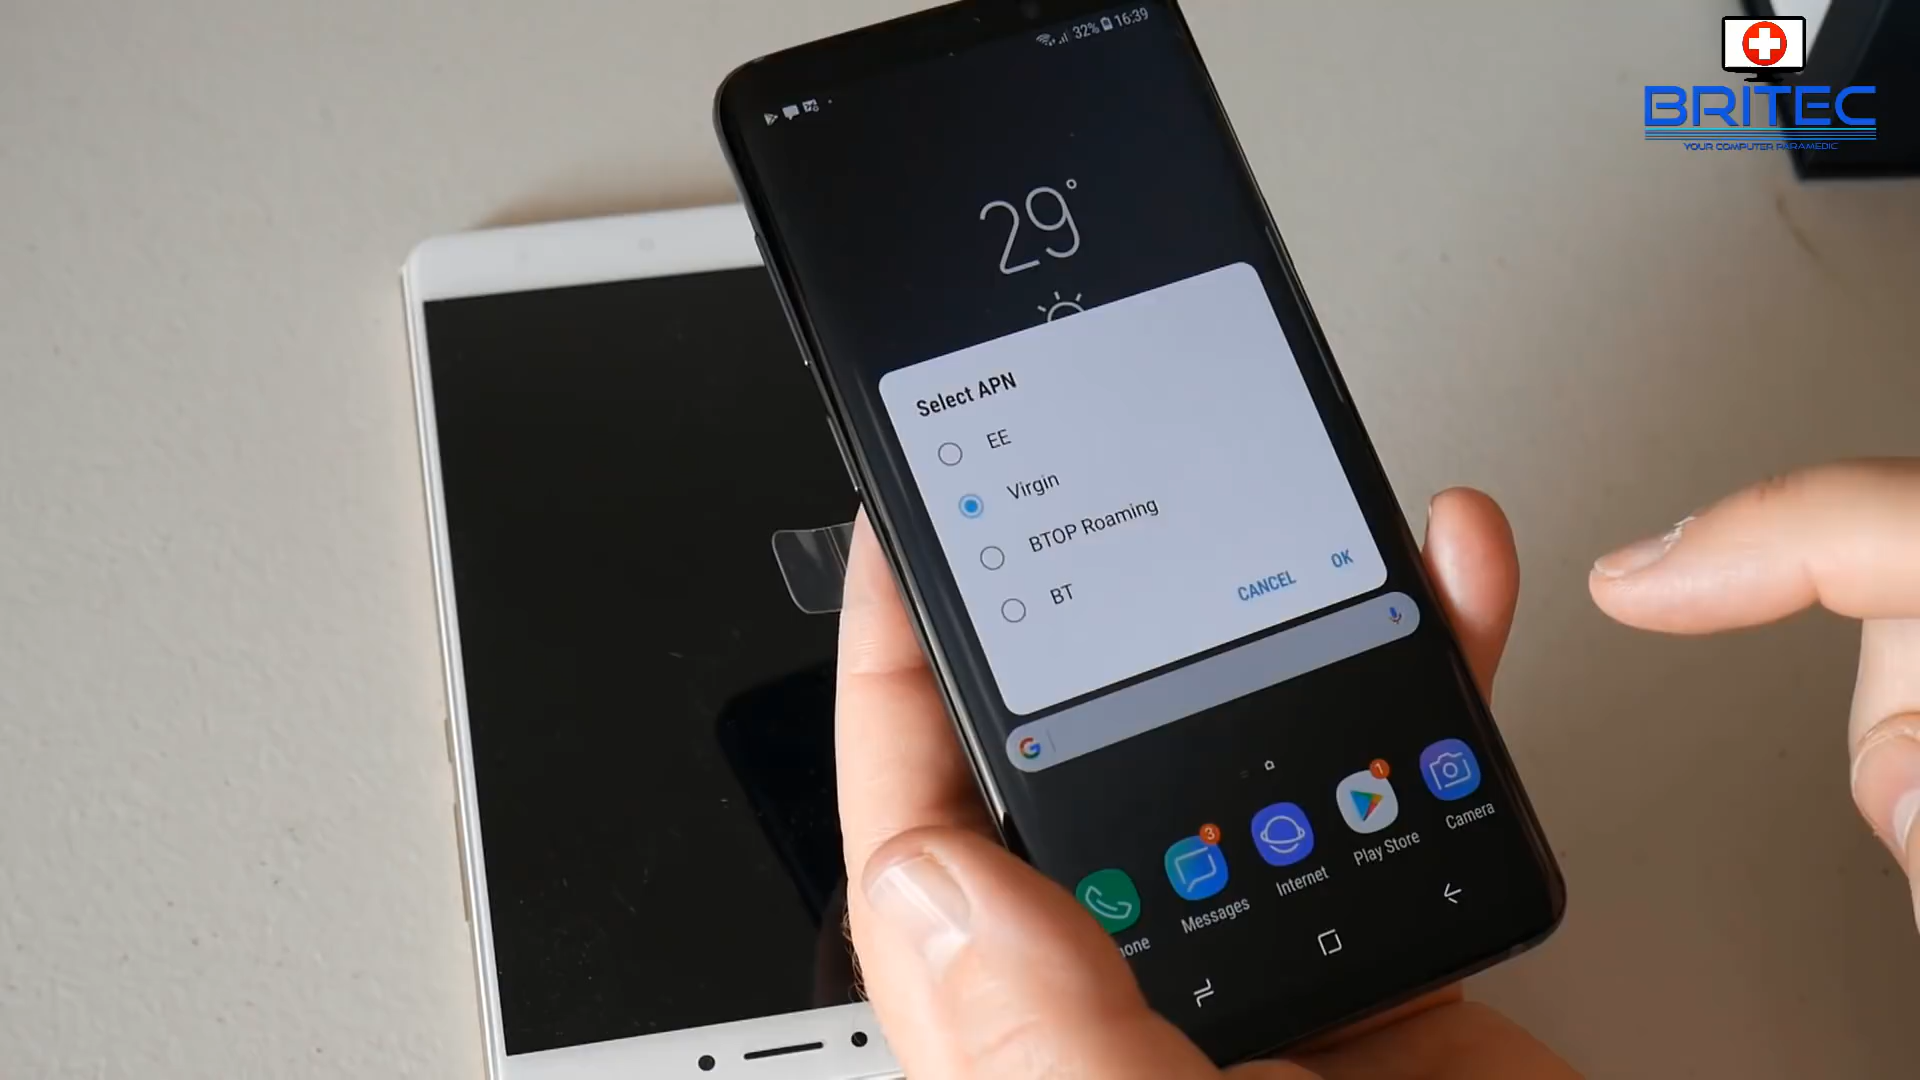 BRITEC
YOUR COMPUTER PARAMEDIC
32% 16:39
29°
Select APN
EE
Virgin
BTOP Roaming
BT
CANCEL OK
G
hone
3
Messages
Internet
1
Play Store
Camera